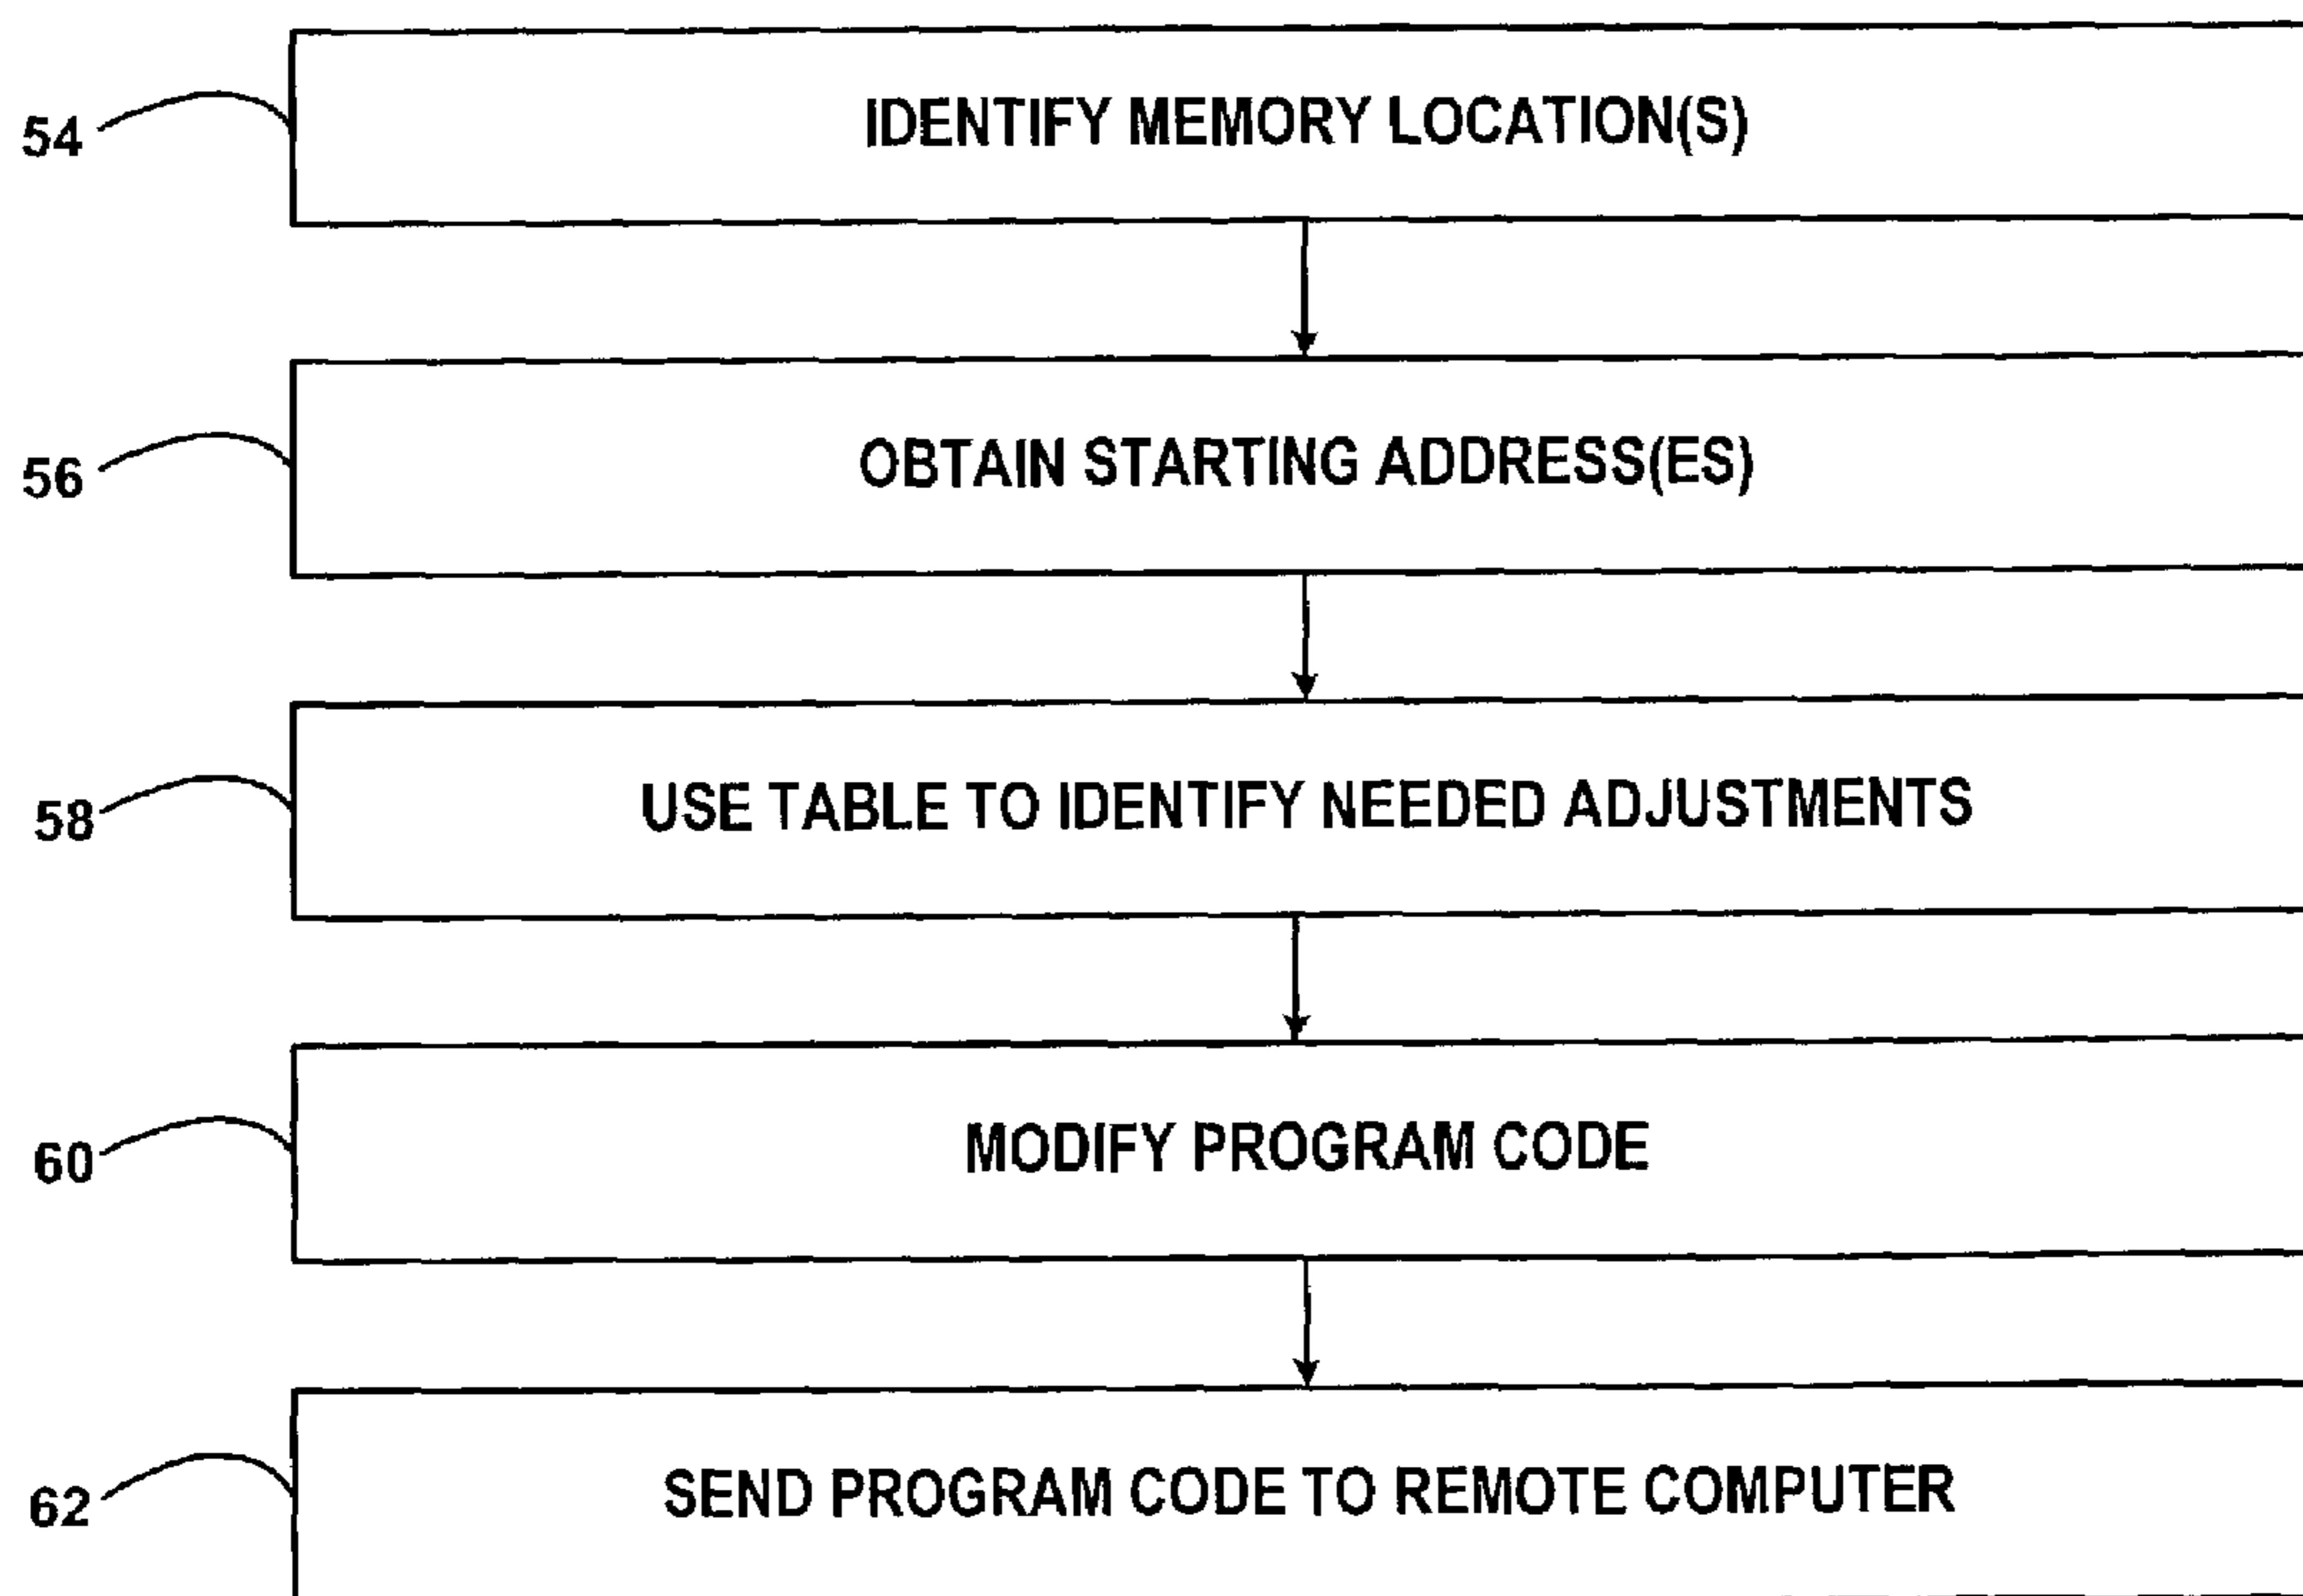 54
IDENTIFY MEMORY LOCATION(S)
56
OBTAIN STARTING ADDRESS(ES)
58
USE TABLE TO IDENTIFY NEEDED ADJUSTMENTS
60
MODIFY PROGRAM CODE
62
SEND PROGRAM CODE TO REMOTE COMPUTER